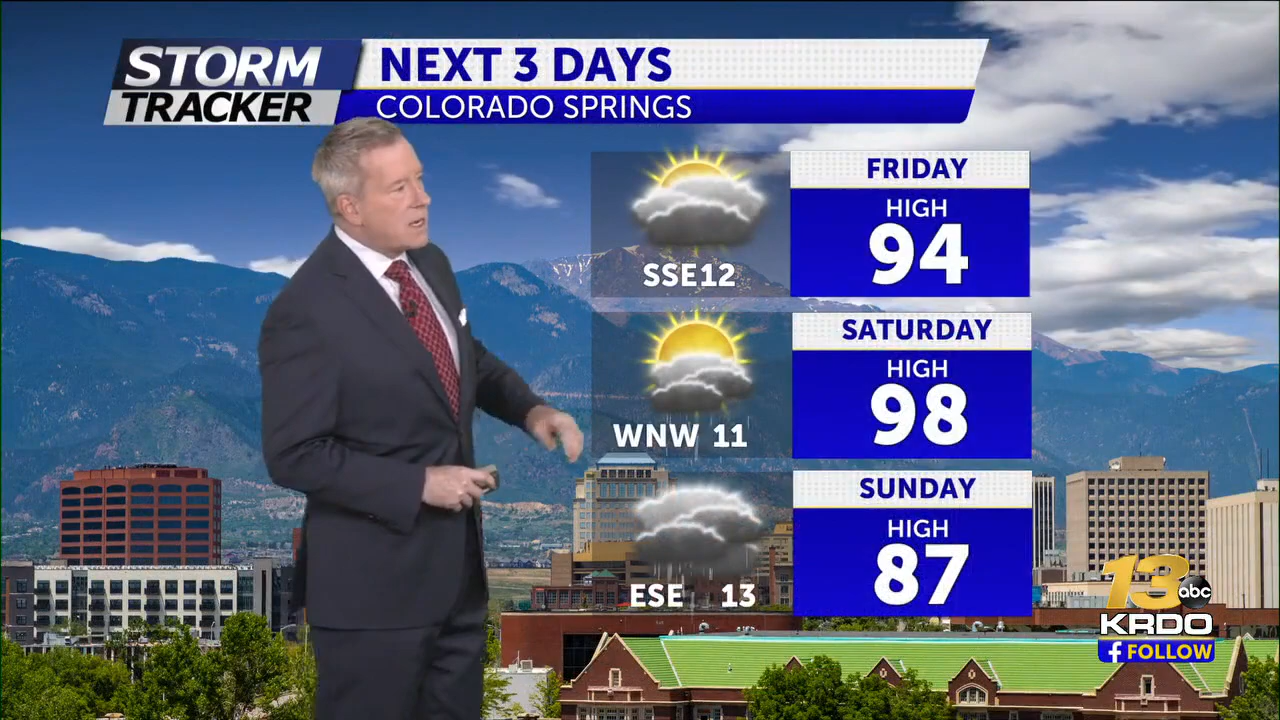 STORM
TRACKER
NEXT 3 DAYS
COLORADO SPRINGS
FRIDAY
HIGH
94
SSE12
SATURDAY
HIGH
98
WNW 11
SUNDAY
HIGH
87
ESE 13
13
abc
KRDO
f FOLLOW